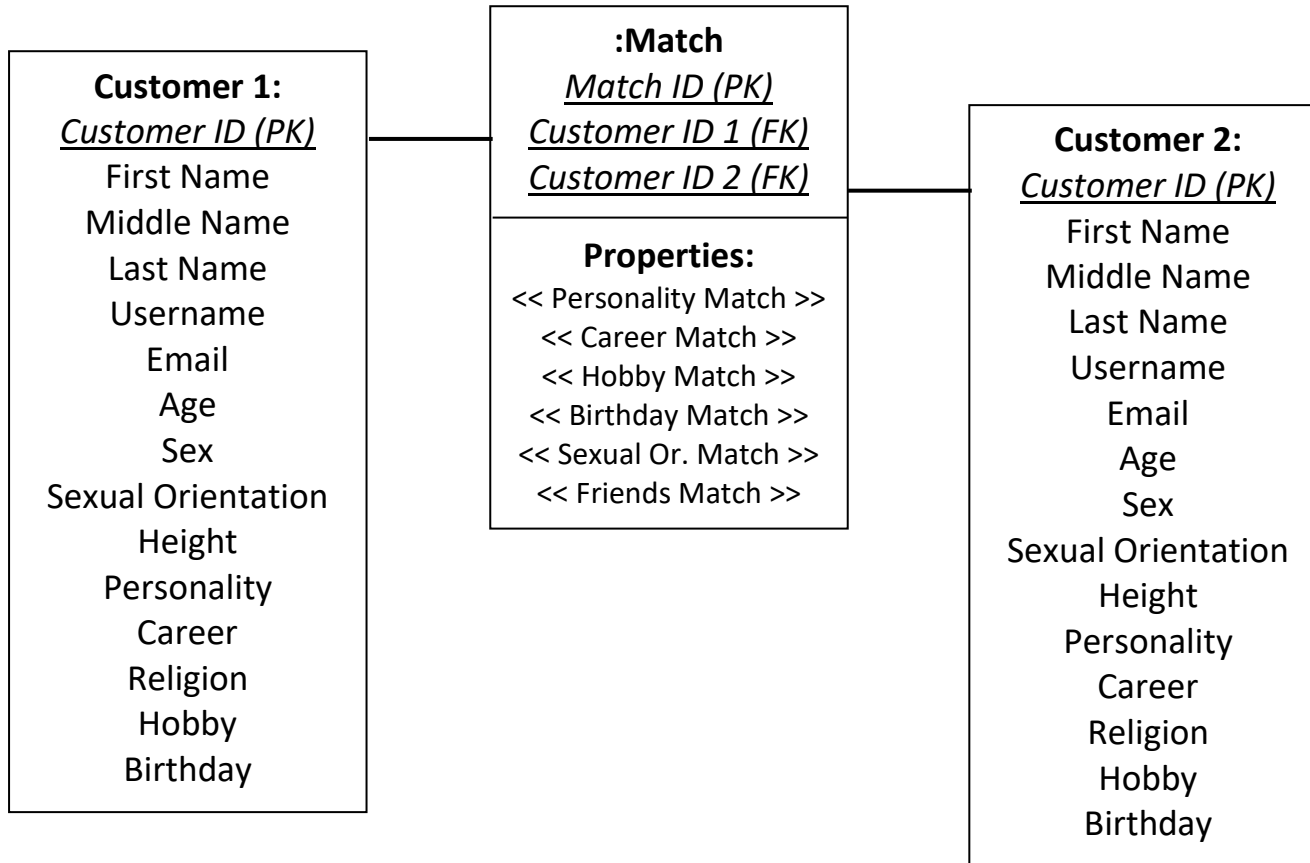 Customer 1:
Customer ID (PK)
First Name
Middle Name
Last Name
Username
Email
Age
Sex
Sexual Orientation
Height
Personality
Career
Religion
Hobby
Birthday
:Match
Match ID (PK)
Customer ID 1 (FK)
Customer ID 2 (FK)
Properties:
<< Personality Match >>
<< Career Match >>
<< Hobby Match >>
<< Birthday Match >>
<< Sexual Or. Match >>
<< Friends Match >>
Customer 2:
Customer ID (PK)
First Name
Middle Name
Last Name
Username
Email
Age
Sex
Sexual Orientation
Height
Personality
Career
Religion
Hobby
Birthday